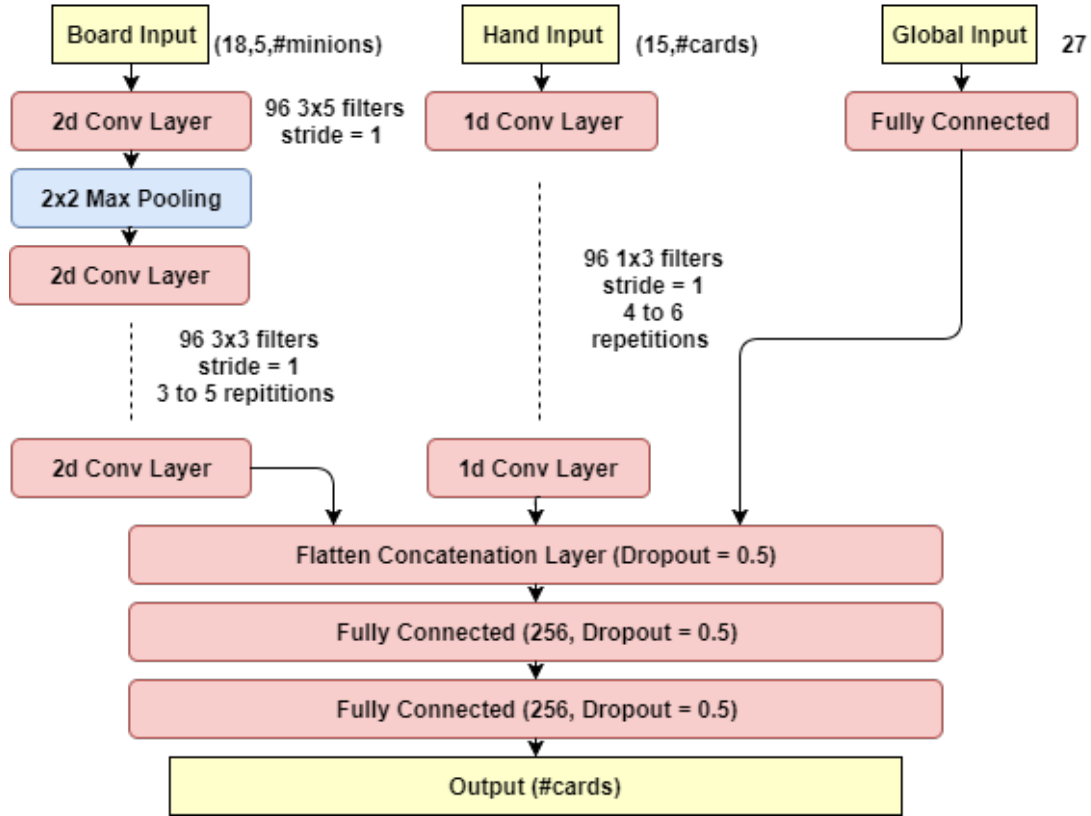 Board Input
(18,5,#minions)
Hand Input
(15,#cards)
Global Input
27
2d Conv Layer
96 3x5 filters
stride = 1
1d Conv Layer
Fully Connected
2x2 Max Pooling
2d Conv Layer
96 3x3 filters
stride = 1
3 to 5 repititions
96 1x3 filters
stride = 1
4 to 6
repetitions
2d Conv Layer
1d Conv Layer
Flatten Concatenation Layer (Dropout = 0.5)
Fully Connected (256, Dropout = 0.5)
Fully Connected (256, Dropout = 0.5)
Output (#cards)